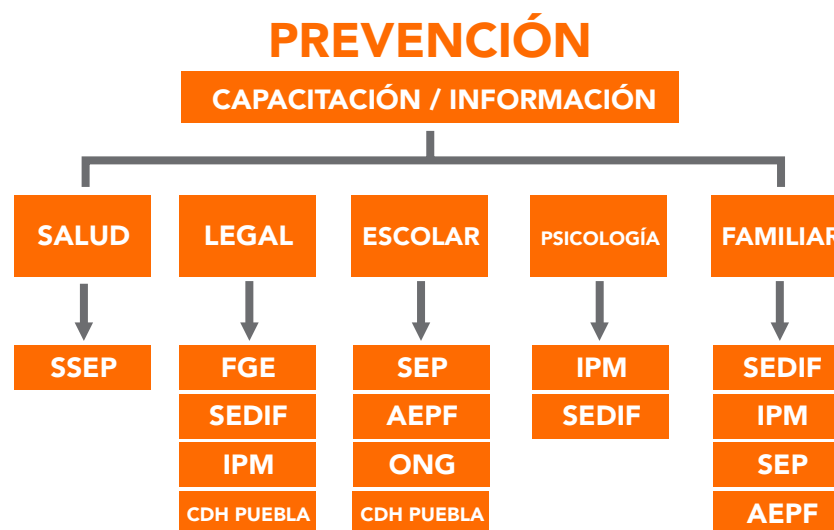 PREVENCIÓN
CAPACITACIÓN / INFORMACIÓN
SALUD
LEGAL
ESCOLAR
PSICOLOGÍA
FAMILIAR
SSEP
FGE
SEDIF
IPM
CDH PUEBLA
SEP
AEPF
ONG
CDH PUEBLA
IPM
SEDIF
SEDIF
IPM
SEP
AEPF